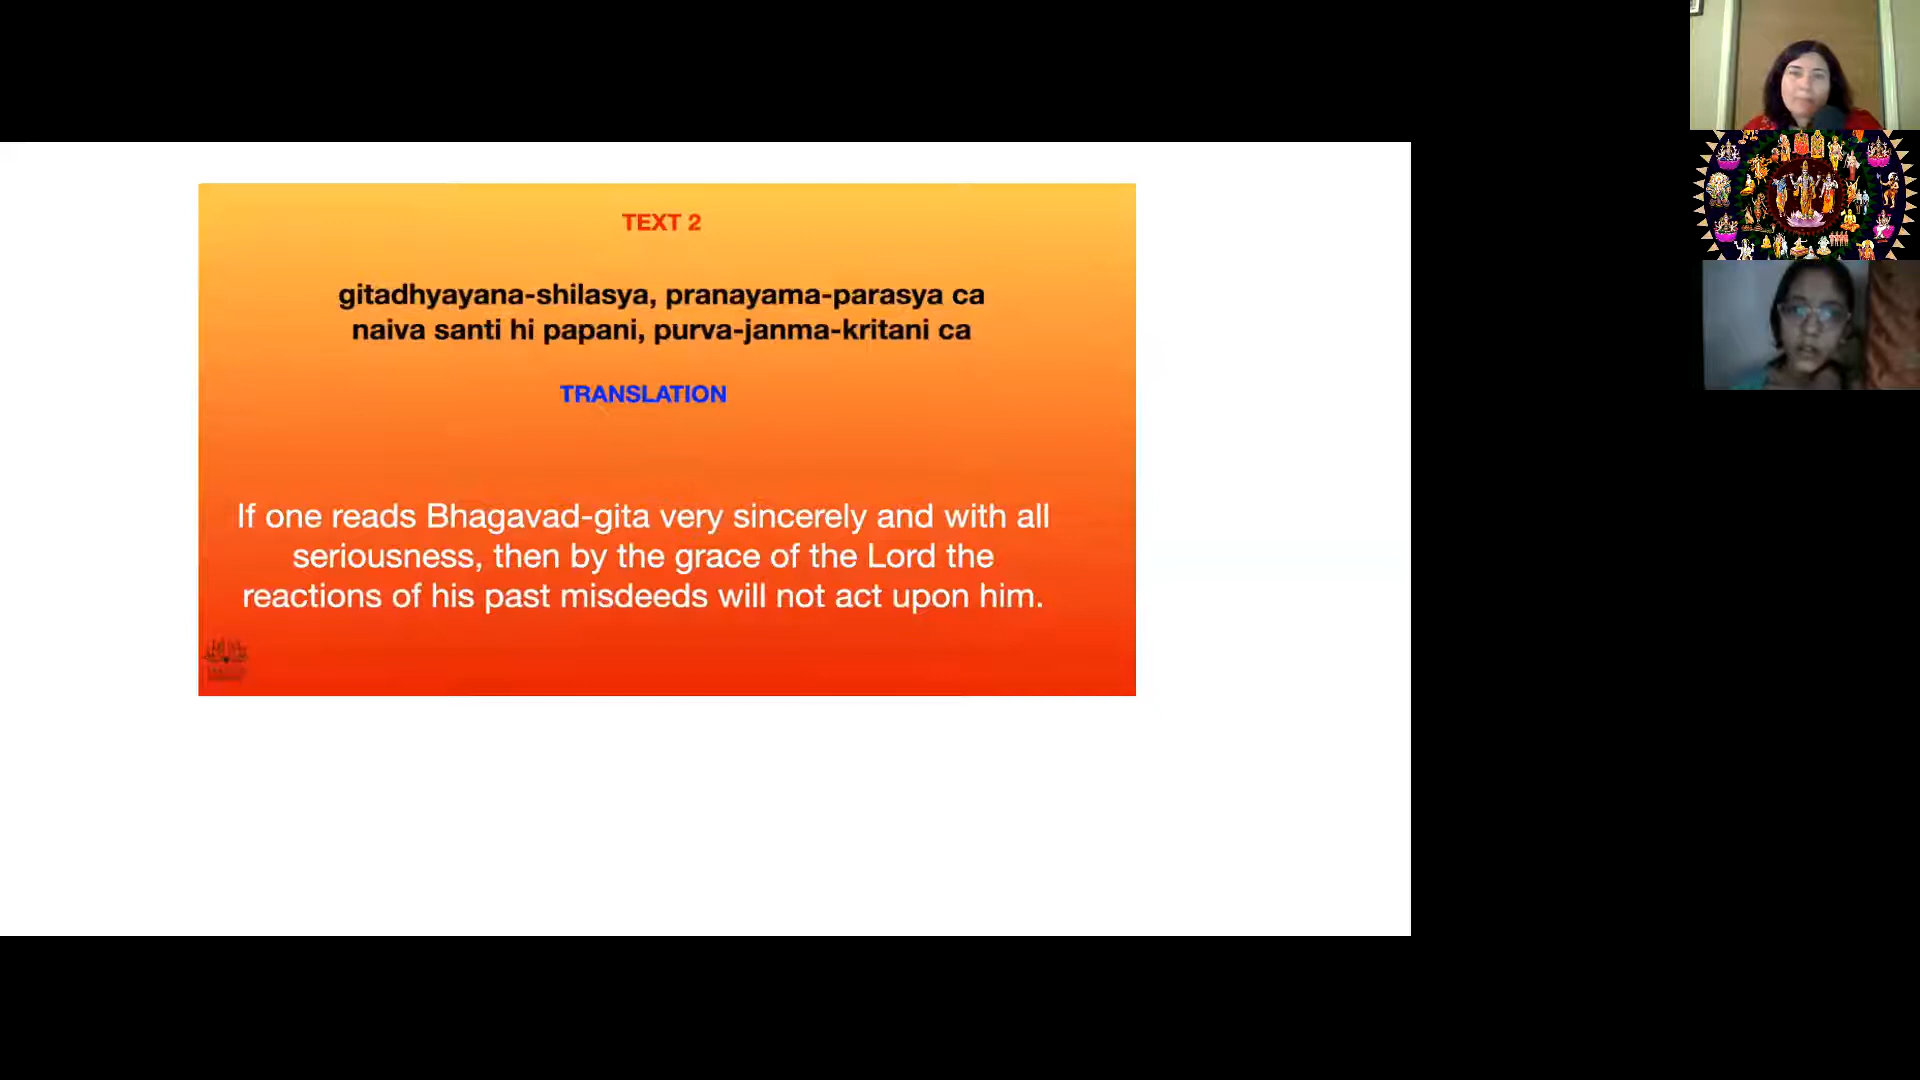 TEXT 2
gitadhyayana-shilasya, pranayama-parasya ca
naiva santi hi papani, purva-janma-kritani ca
TRANSLATION
If one reads Bhagavad-gita very sincerely and with all
seriousness, then by the grace of the Lord the
reactions of his past misdeeds will not act upon him.